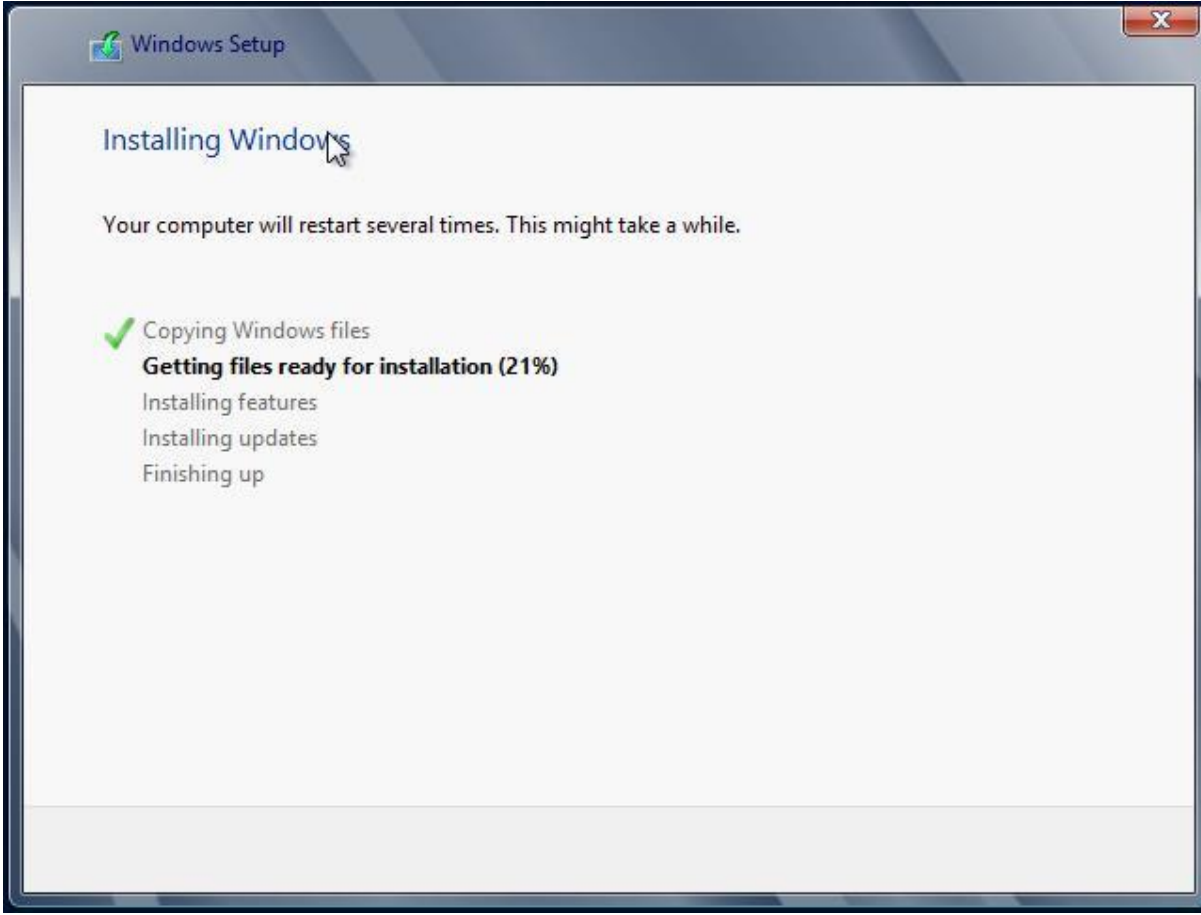 Windows Setup
Installing Windows
Your computer will restart several times. This might take a while.
Copying Windows files
Getting files ready for installation (21%)
Installing features
Installing updates
Finishing up